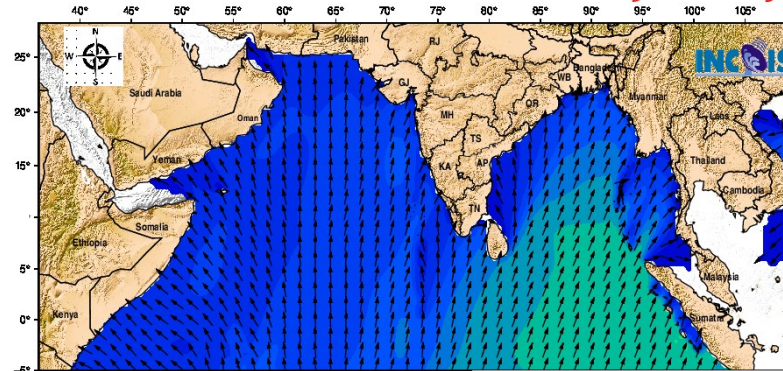 40° 45° 50° 55° 60° 65° 70° 75° 80° 85° 90° 95° 100° 105°
N
W E
S
25°
20°
15°
5°
0°
-5°
Pakistan
RJ
INCOIS
Bangladesh
WB
GJ
Saudi Arabia
Myanmar
OR
MH
Oman
Laos
TS
Yemen
KA
AP
Thailand
Cambodia
TN
Somalia
Ethiopia
Malaysia
Kenya
Sumatra